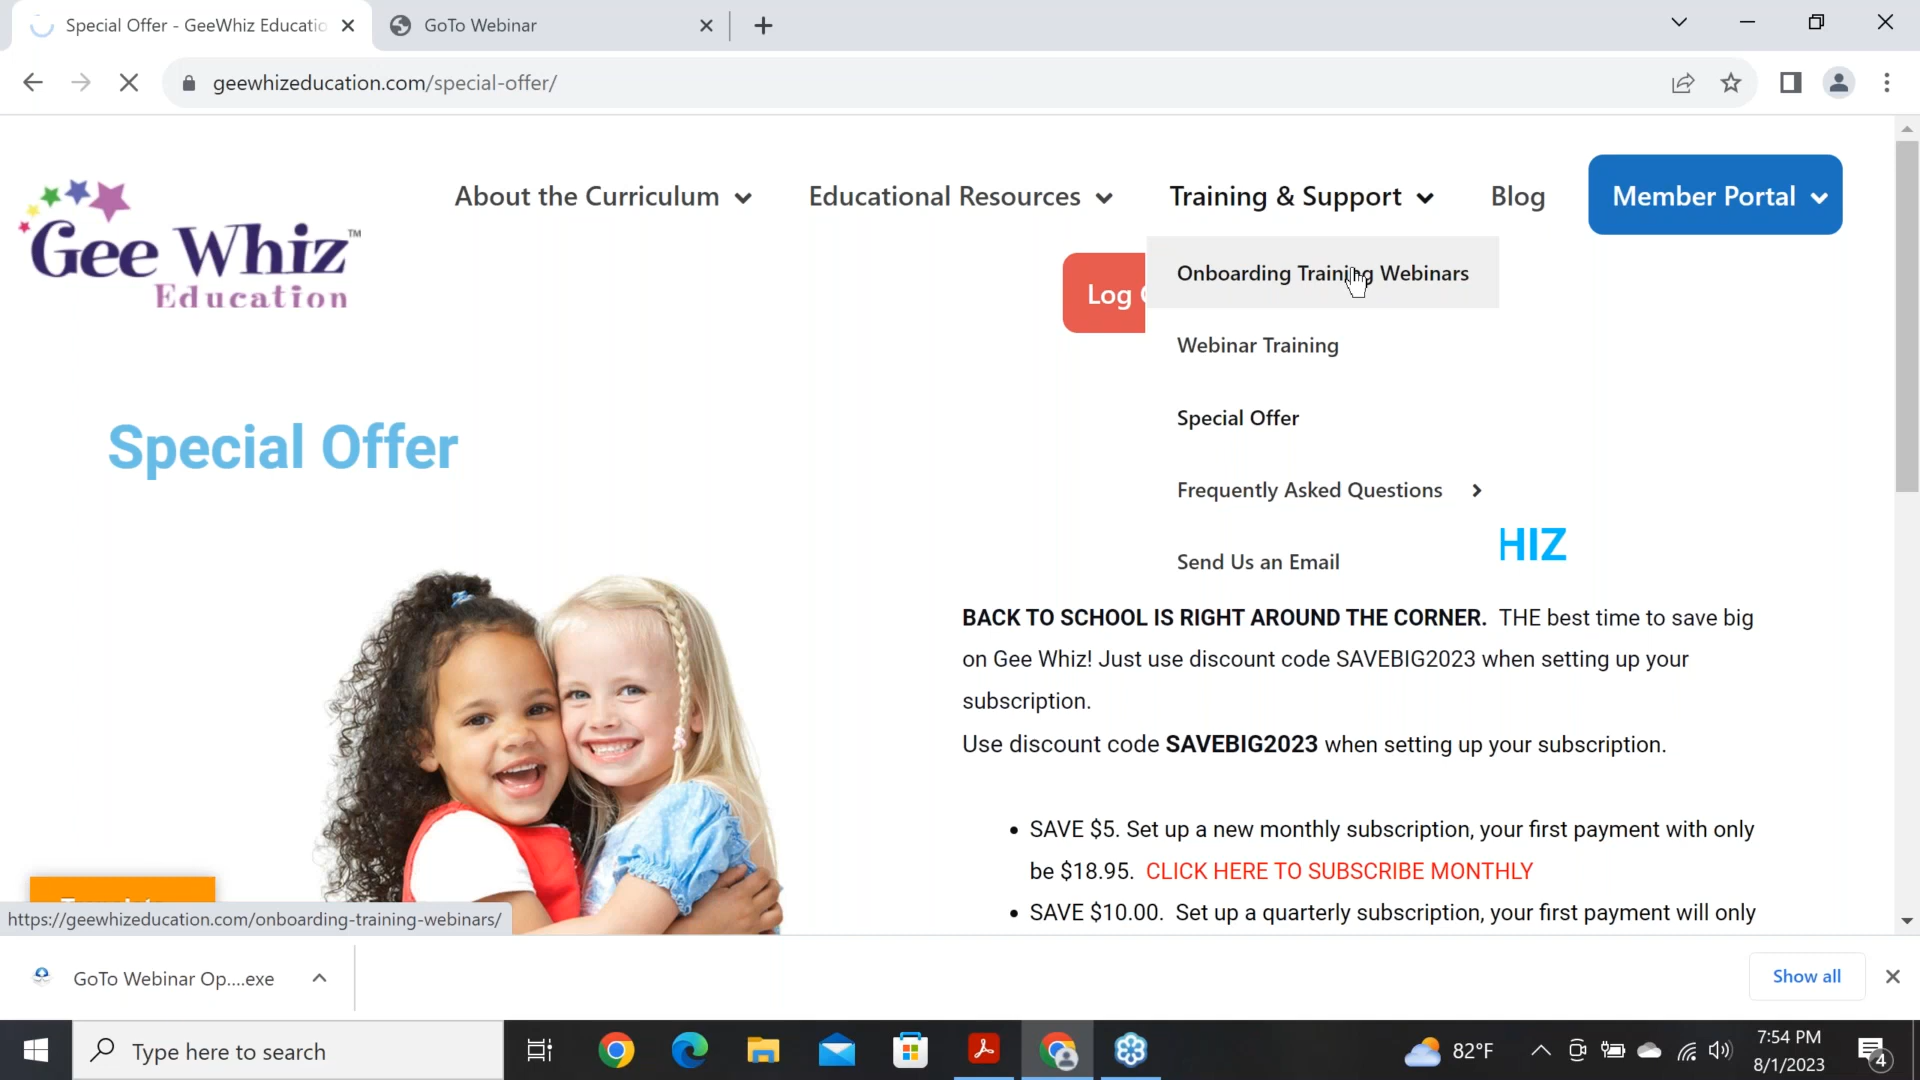 Special Offer - GeeWhiz Educatio
GoTo Webinar
geewhizeducation.com/special-offer/
Gee Whiz™
Education
About the Curriculum
Educational Resources
Training & Support
Blog
Member Portal
Log
Onboarding Training Webinars
Webinar Training
Special Offer
Frequently Asked Questions
Send Us an Email
Special Offer
HIZ
BACK TO SCHOOL IS RIGHT AROUND THE CORNER. THE best time to save big
on Gee Whiz! Just use discount code SAVEBIG2023 when setting up your
subscription.
Use discount code SAVEBIG2023 when setting up your subscription.
• SAVE $5. Set up a new monthly subscription, your first payment with only
be $18.95. CLICK HERE TO SUBSCRIBE MONTHLY
• SAVE $10.00. Set up a quarterly subscription, your first payment will only
https://geewhizeducation.com/onboarding-training-webinars/
GoTo Webinar Op....exe
Show all
Type here to search
82°F
7:54 PM
8/1/2023
4